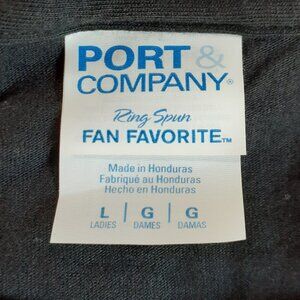 PORT &
COMPANY®
Ring Spun
FAN FAVORITE™
Made in Honduras
Fabriqué au Honduras
Hecho en Honduras
L | G | G
LADIES | DAMES | DAMAS